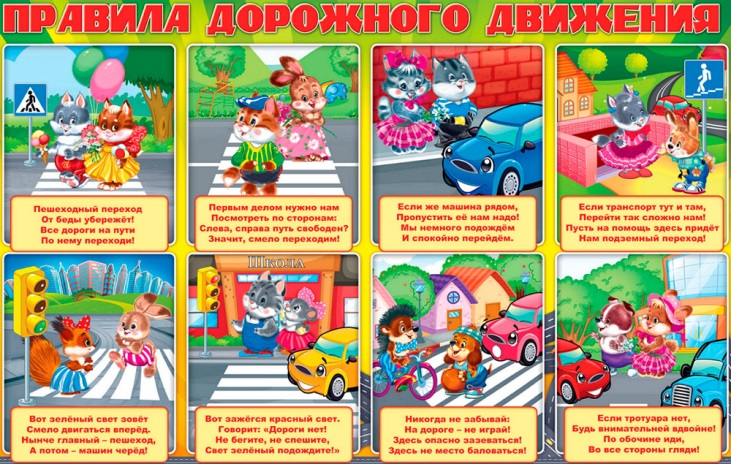 ПРАВИЛА ДОРОЖНОГО ДВИЖЕНИЯ
Пешеходный переход
От беды убережёт!
Все дороги на пути
По нему переходи!
Первым делом нужно нам
Посмотреть по сторонам:
Слева, справа путь свободен?
Значит, смело переходим!
Если же машина рядом,
Пропустить её нам надо!
Мы немного подождём
И спокойно перейдём.
Если транспорт тут и там,
Перейти так сложно нам!
Пусть на помощь здесь придёт
Нам подземный переход!
Вот зелёный свет зовёт
Смело двигаться вперёд.
Нынче главный – пешеход,
А потом – машин черёд!
Школа
Вот зажёгся красный свет.
Говорит: «Дороги нет!
Не бегите, не спешите,
Свет зелёный подождите!»
Никогда не забывай:
На дороге – не играй!
Здесь опасно зазеваться!
Здесь не место баловаться!
Если тротуара нет,
Будь внимательней вдвойне!
По обочине иди,
Во все стороны гляди!